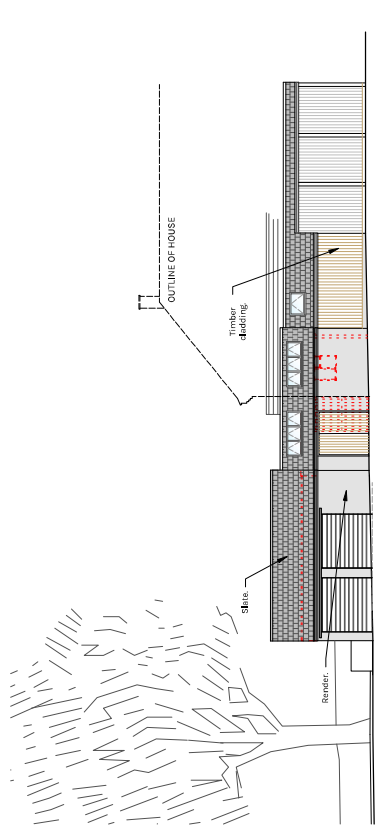 OUTLINE OF HOUSE
Timber
cladding.
Slate.
Render.